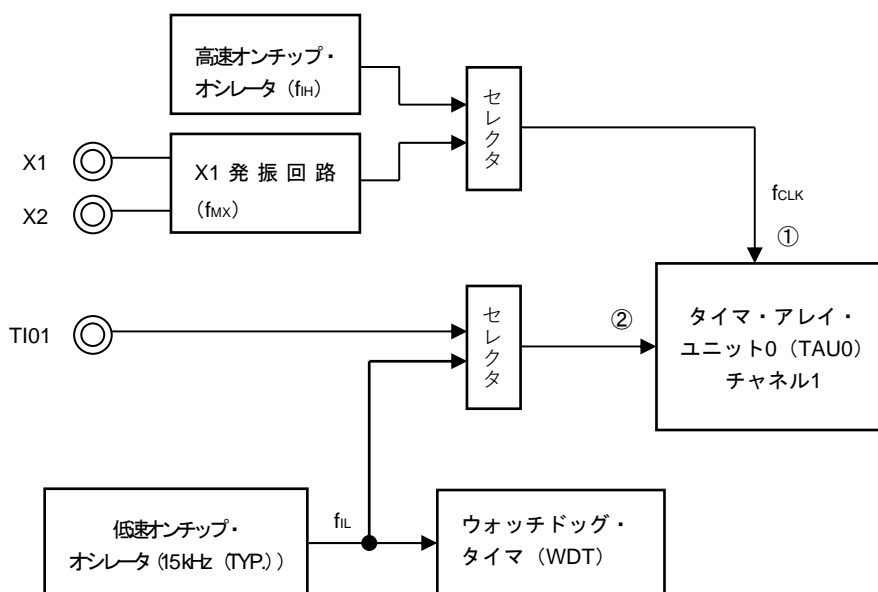 高速オンチップ・
オシレータ（fIH）
セレクタ
X1
X1 発 振 回 路
（fMX）
X2
fCLK
①
TI01
セレクタ
②
タイマ・アレイ・
ユニット0（TAU0）
チャネル1
低速オンチップ・
オシレータ（15kHz（TYP.））
fIL
ウォッチドッグ・
タイマ（WDT）